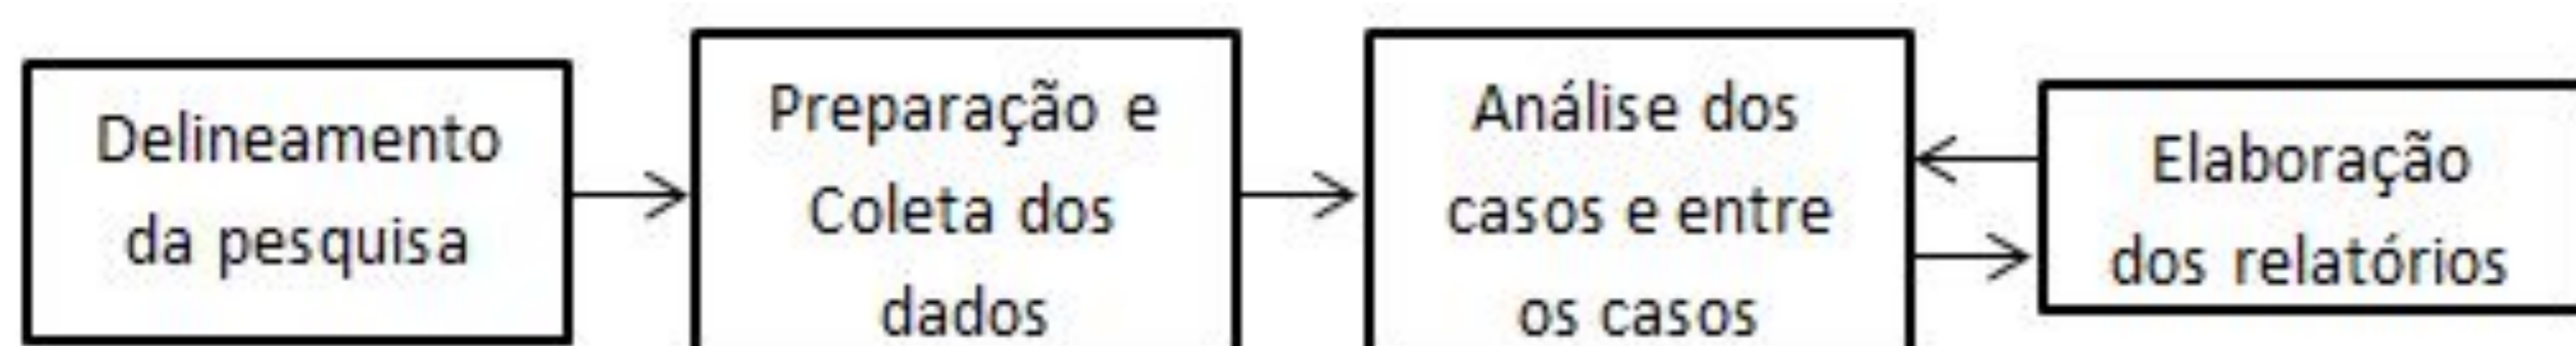 Delineamento
da pesquisa
Preparação e
Coleta dos
dados
Análise dos
casos e entre
os casos
Elaboração
dos relatórios